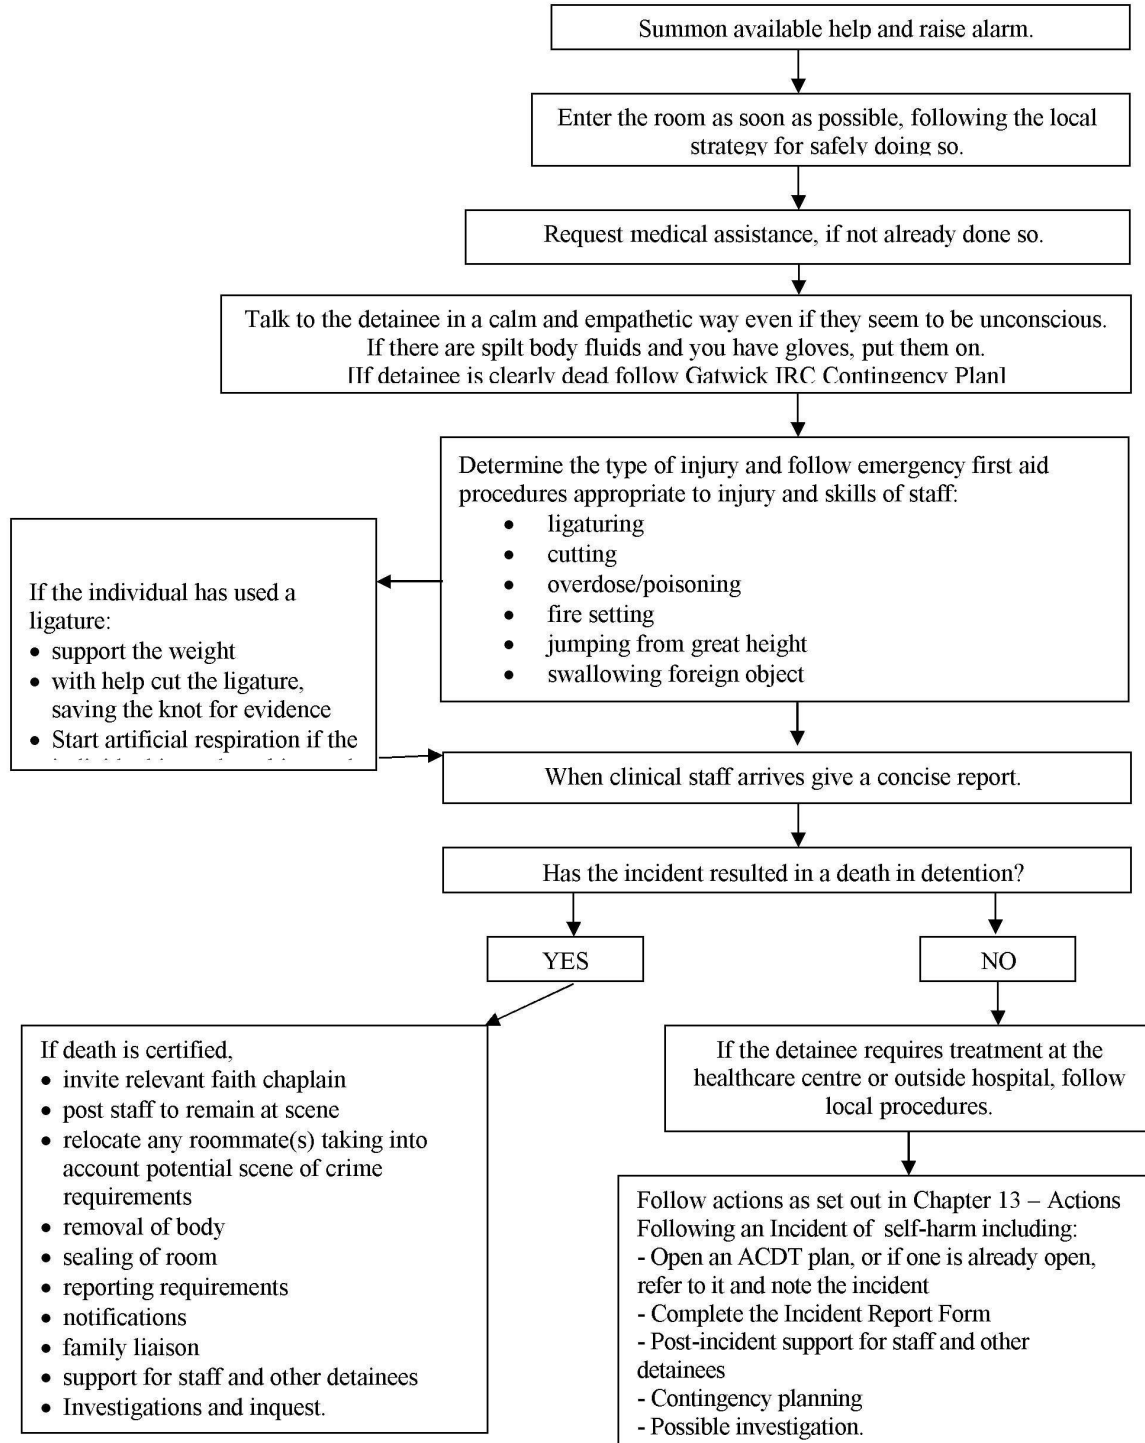 Summon available help and raise alarm.
Enter the room as soon as possible, following the local
strategy for safely doing so.
Request medical assistance, if not already done so.
Talk to the detainee in a calm and empathetic way even if they seem to be unconscious.
If there are spilt body fluids and you have gloves, put them on.
[If detainee is clearly dead follow Gatwick IRC Contingency Plan]
Determine the type of injury and follow emergency first aid
procedures appropriate to injury and skills of staff:
• ligaturing
• cutting
• overdose/poisoning
• fire setting
• jumping from great height
• swallowing foreign object
If the individual has used a
ligature:
• support the weight
• with help cut the ligature,
saving the knot for evidence
• Start artificial respiration if the
When clinical staff arrives give a concise report.
Has the incident resulted in a death in detention?
YES
NO
If death is certified,
• invite relevant faith chaplain
• post staff to remain at scene
• relocate any roommate(s) taking into
account potential scene of crime
requirements
• removal of body
• sealing of room
• reporting requirements
• notifications
• family liaison
• support for staff and other detainees
• Investigations and inquest.
If the detainee requires treatment at the
healthcare centre or outside hospital, follow
local procedures.
Follow actions as set out in Chapter 13 – Actions
Following an Incident of self-harm including:
- Open an ACDT plan, or if one is already open,
refer to it and note the incident
- Complete the Incident Report Form
- Post-incident support for staff and other
detainees
- Contingency planning
- Possible investigation.